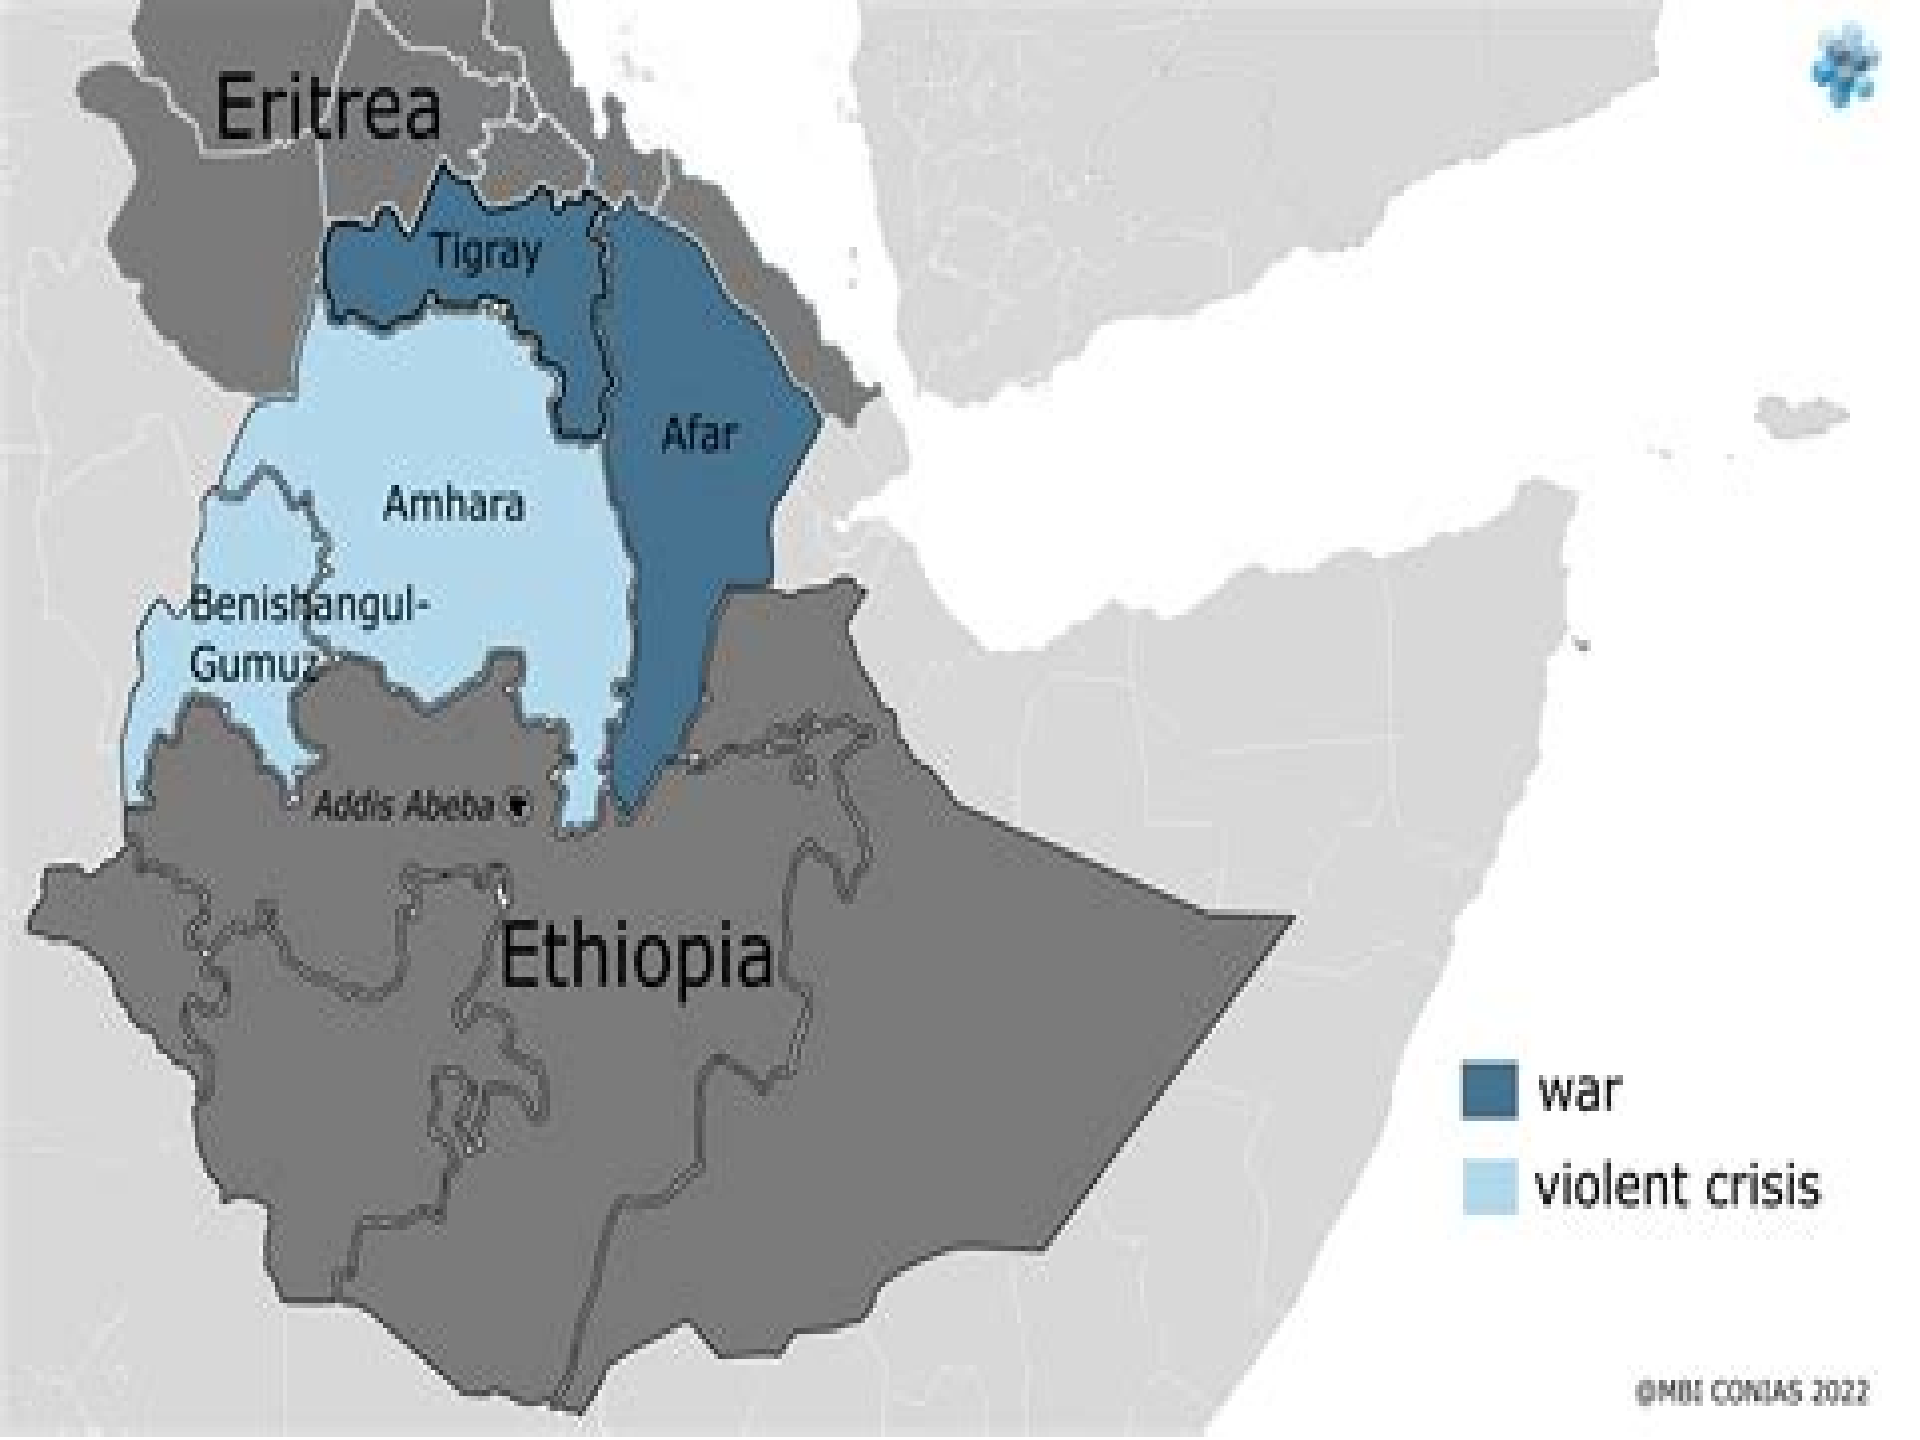 Eritrea
Tigray
Afar
Amhara
Benishangul-
Gumuz
Addis Abeba
Ethiopia
war
violent crisis
©MBI CONIAS 2022